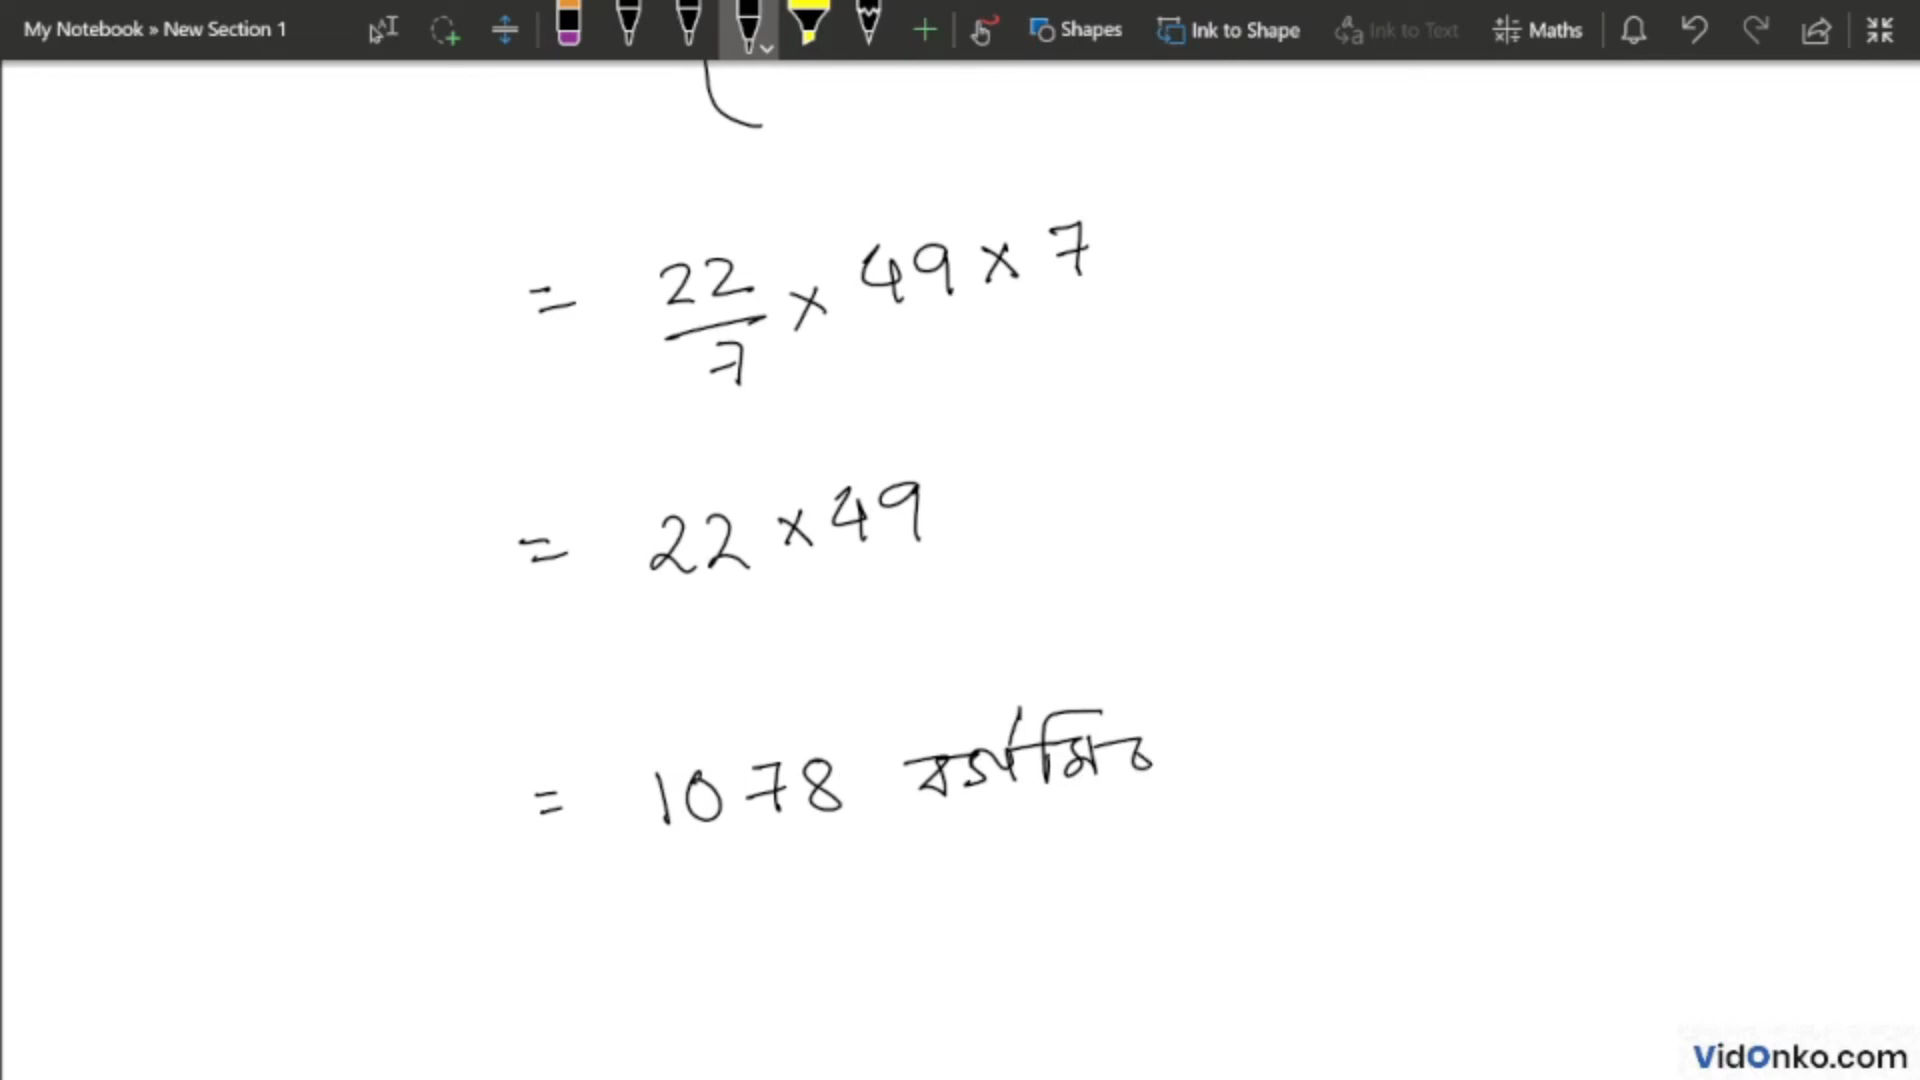 My Notebook » New Section 1 Shapes Ink to Shape Ink to Text Maths
= 22/7 × 49 × 7
= 22 × 49
= 1078 বর্গমিটার
VidOnko.com